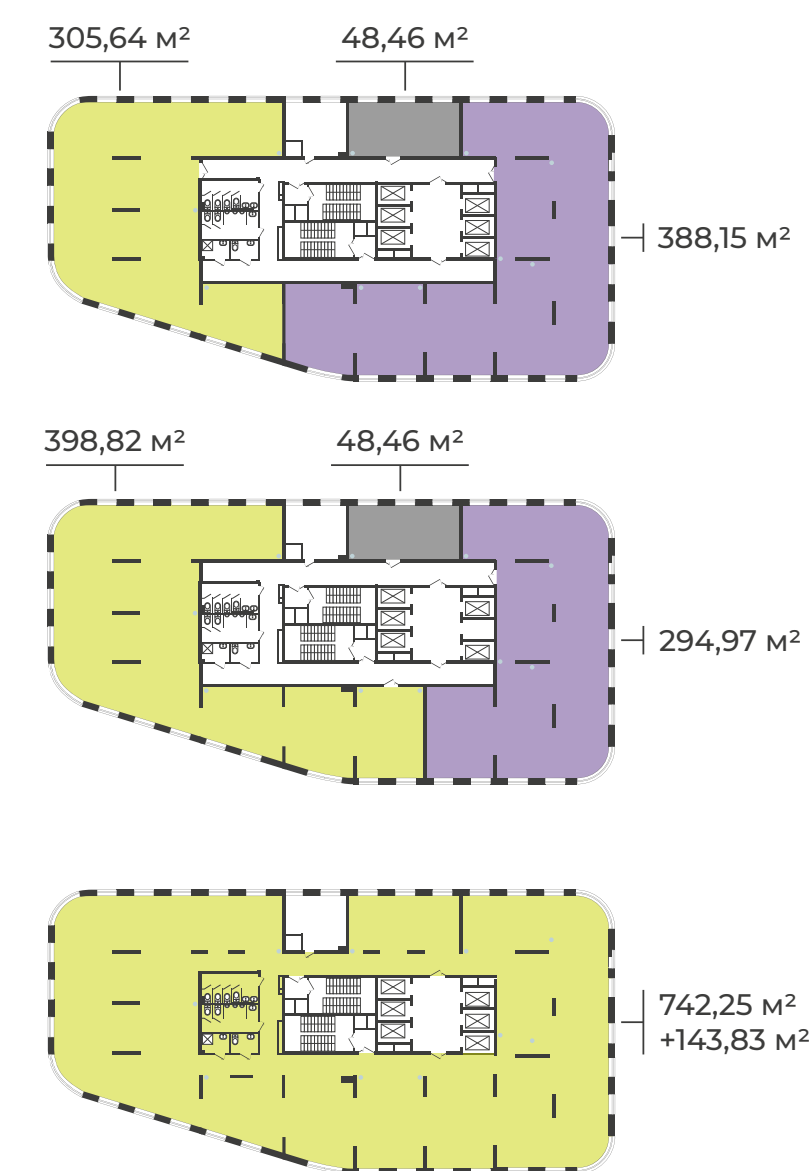 305,64 м²
48,46 м²
388,15 м²
398,82 м²
48,46 м²
294,97 м²
742,25 м²
+143,83 м²